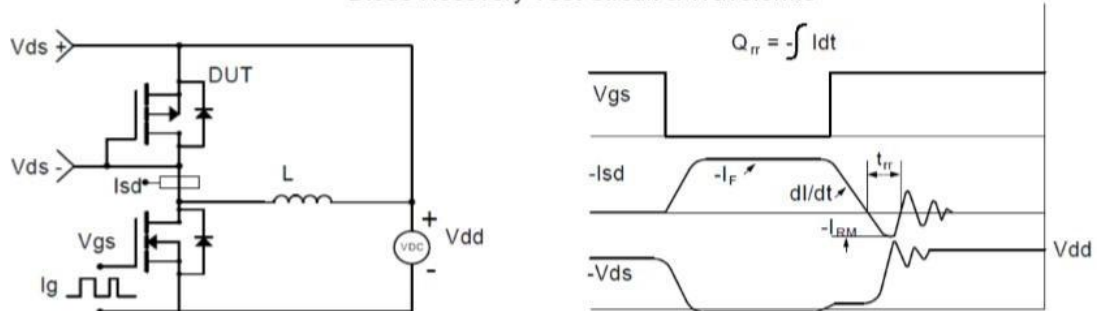 Vds +
DUT
Vds -
Isd
L
Vgs
Ig
+
VDC
-
Vdd
Qrr = -∫ Idt
Vgs
-Isd
-IF
dI/dt
trr
-IRM
Vdd
-Vds